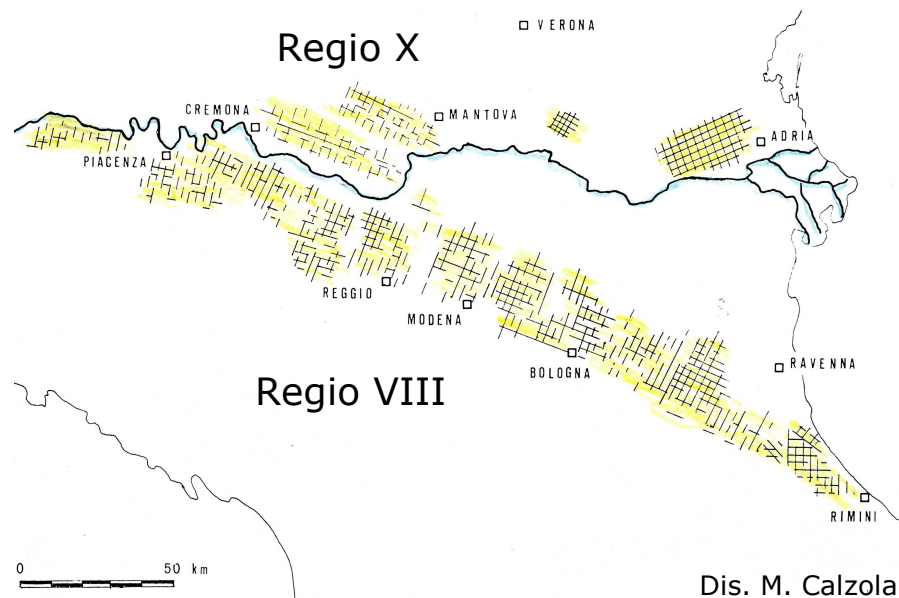 VERONA
Regio X
CREMONA
MANTOVA
ADRIA
PIACENZA
REGGIO
MODENA
RAVENNA
BOLOGNA
Regio VIII
RIMINI
0 50 km
Dis. M. Calzola